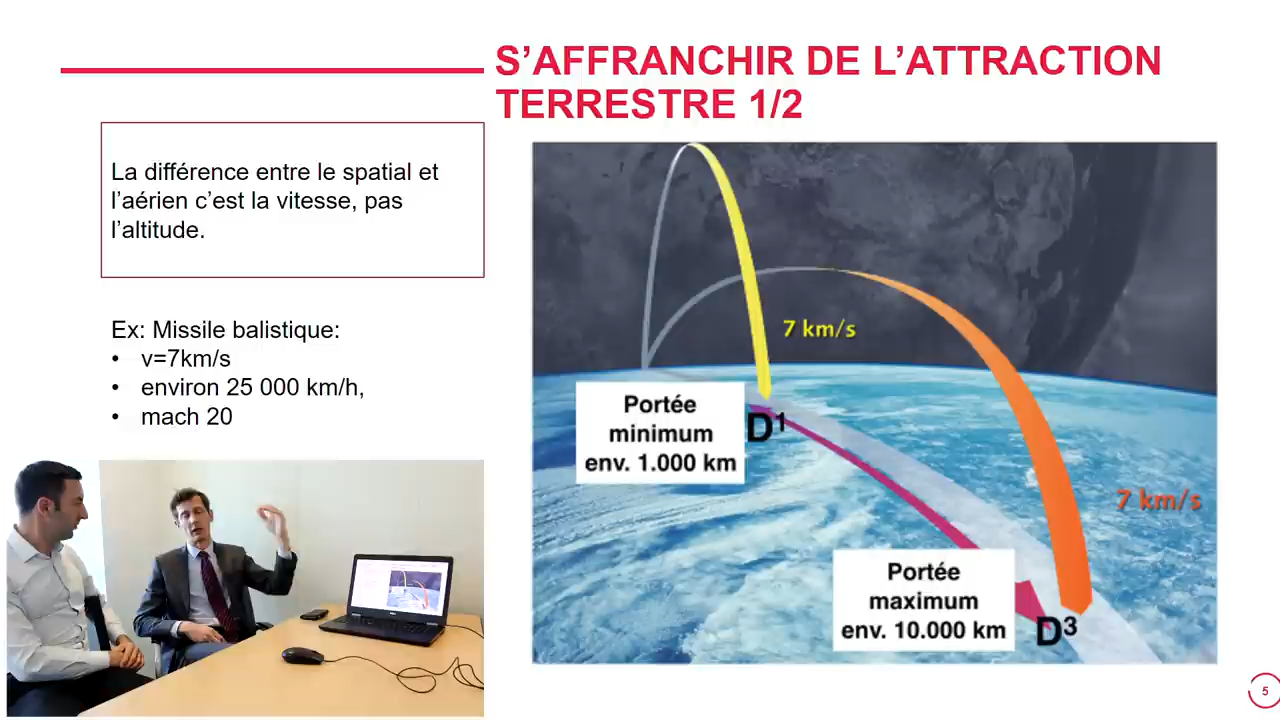 S’AFFRANCHIR DE L’ATTRACTION
TERRESTRE 1/2
La différence entre le spatial et
l’aérien c’est la vitesse, pas
l’altitude.
Ex: Missile balistique:
• v=7km/s
• environ 25 000 km/h,
• mach 20
7 km/s
Portée
minimum
env. 1.000 km
D¹
7 km/s
Portée
maximum
env. 10.000 km
D³
5